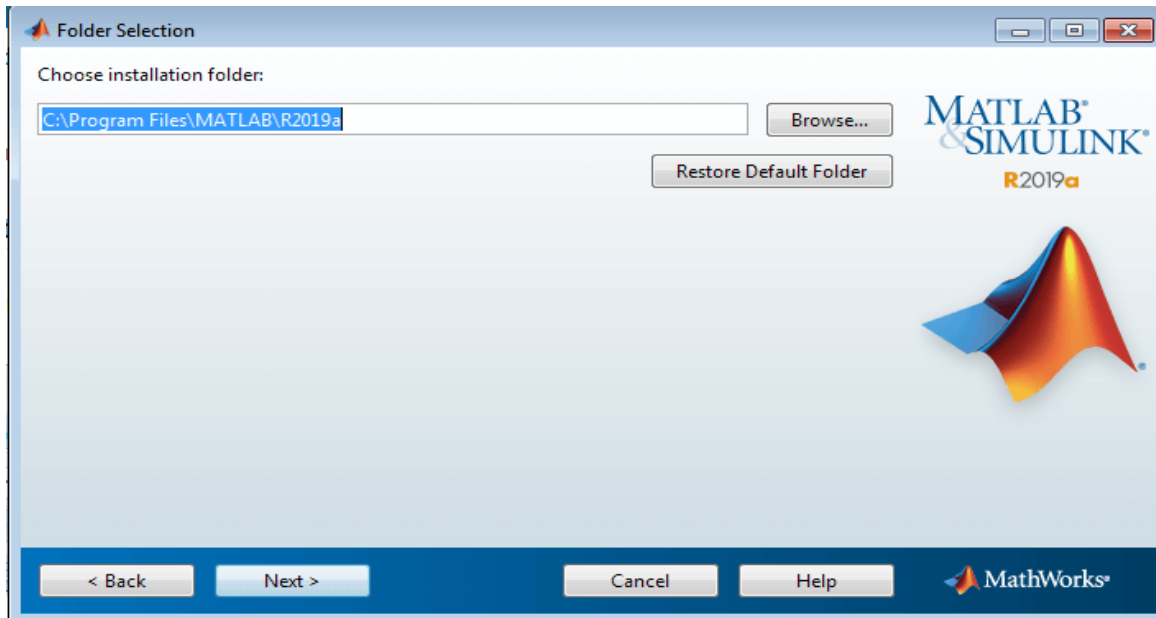 Folder Selection
Choose installation folder:
C:\Program Files\MATLAB\R2019a
Browse...
Restore Default Folder
MATLAB®
&SIMULINK®
R2019a
®
< Back
Next >
Cancel
Help
MathWorks®